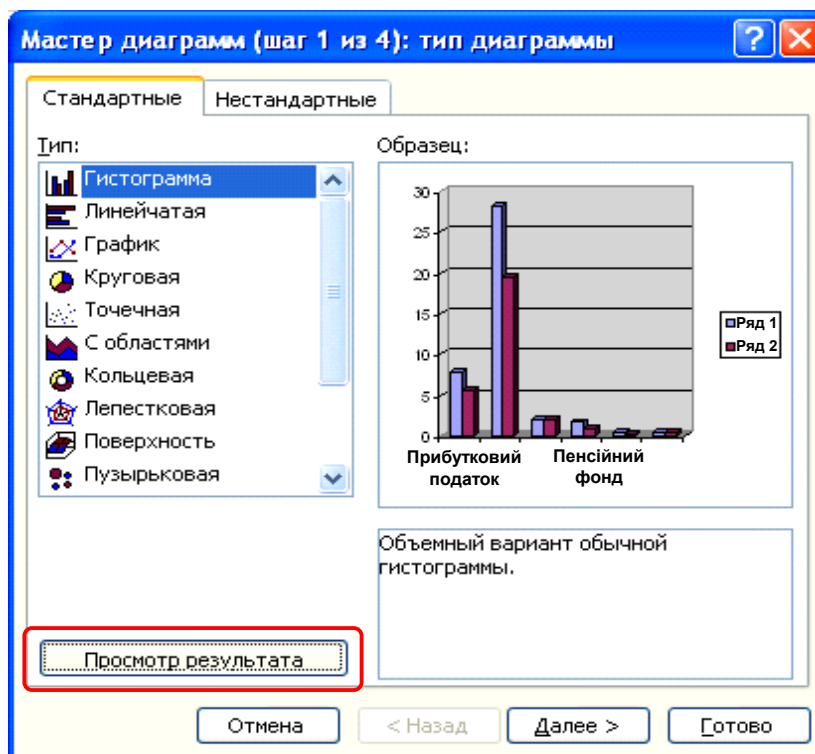 Мастер диаграмм (шаг 1 из 4): тип диаграммы
Стандартные
Нестандартные
Тип:
Гистограмма
Линейчатая
График
Круговая
Точечная
С областями
Кольцевая
Лепестковая
Поверхность
Пузырьковая
Образец:
30
25
20
15
10
5
0
Прибутковий
податок
Пенсійний
фонд
Ряд 1
Ряд 2
Объемный вариант обычной
гистограммы.
Просмотр результата
Отмена
< Назад
Далее >
Готово